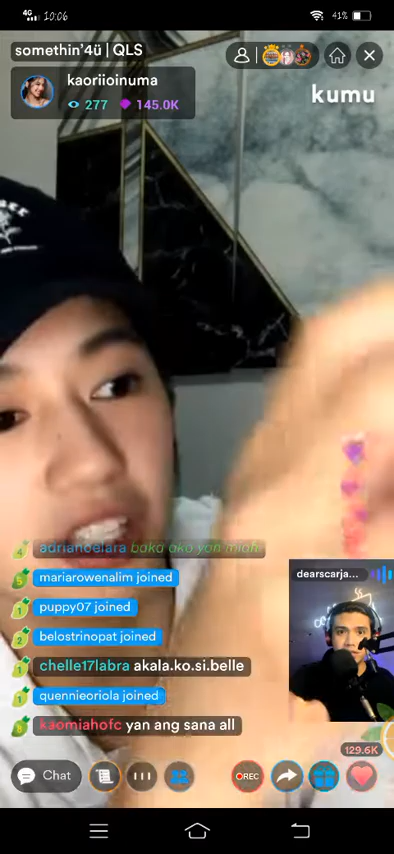 4G 10:06 41%
somethin'4ü | QLS
kaoriioinuma
277 145.0K
kumu
adrianoelara baka ako yan miah
mariarowenalim joined
dearscarja...
puppy07 joined
belostrinopat joined
chelle17labra akala.ko.si.belle
quennieoriola joined
kaomiahofc yan ang sana all
129.6K
Chat
REC